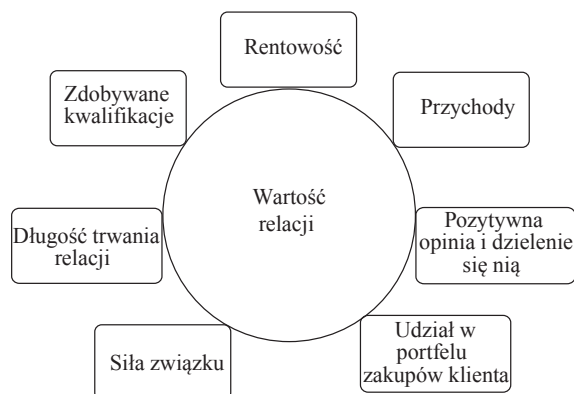 Rentowość
Zdobywane
kwalifikacje
Przychody
Wartość
relacji
Długość trwania
relacji
Pozytywna
opinia i dzielenie
się nią
Siła związku
Udział w
portfelu
zakupów klienta